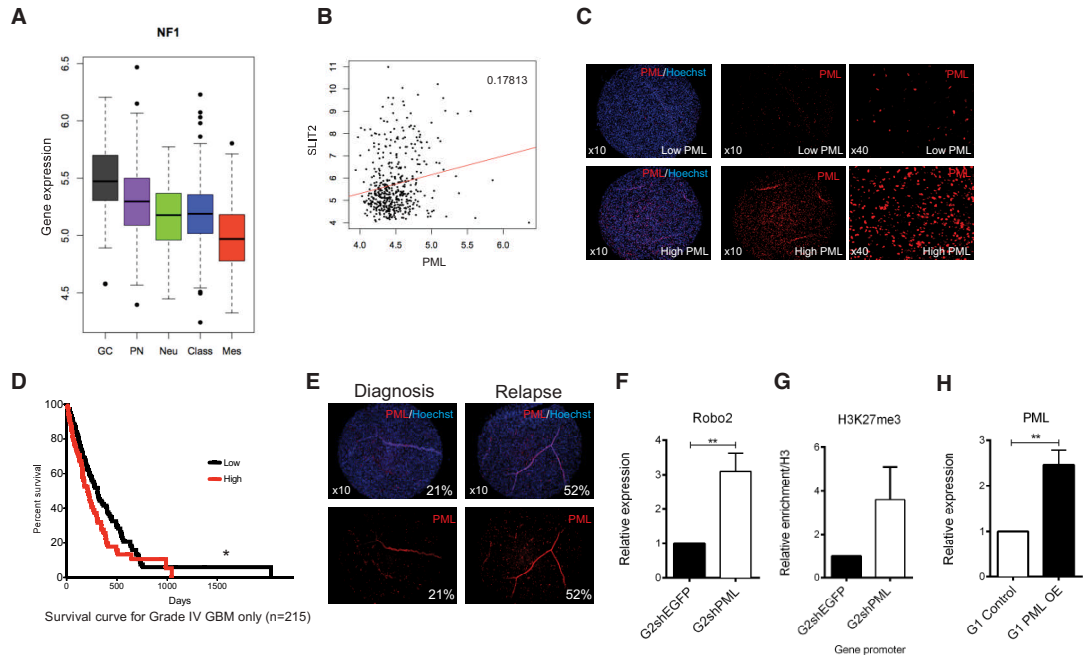 A
NF1
Gene expression
6.5
6.0
5.5
5.0
4.5
GC PN Neu Class Mes
B
SLIT2
11
10
9
8
7
6
5
4
0.17813
4.0 4.5 5.0 5.5 6.0
PML
C
PML/Hoechst
x10 Low PML
PML
x10 Low PML
PML
x40 Low PML
PML/Hoechst
x10 High PML
PML
x10 High PML
PML
x40 High PML
D
Percent survival
100
80
60
40
20
0
Low
High
*
0 500 1000 1500
Days
Survival curve for Grade IV GBM only (n=215)
E
Diagnosis Relapse
PML/Hoechst
x10 21%
PML/Hoechst
52%
PML
21%
PML
52%
F
Robo2
Relative expression
4
3
2
1
0
**
G2shEGFP G2shPML
G
H3K27me3
Relative enrichment/H3
6
4
2
0
G2shEGFP G2shPML
Gene promoter
H
PML
Relative expression
3
2
1
0
**
G1 Control G1 PML OE